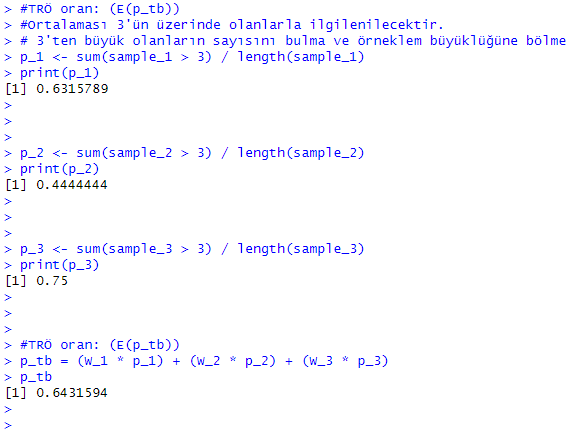 > #TRÖ oran: (E(p_tb))
> #Ortalaması 3'ün üzerinde olanlarla ilgilenilecektir.
> # 3'ten büyük olanların sayısını bulma ve örneklem büyüklüğüne bölme
> p_1 <- sum(sample_1 > 3) / length(sample_1)
> print(p_1)
[1] 0.6315789
>
>
>
> p_2 <- sum(sample_2 > 3) / length(sample_2)
> print(p_2)
[1] 0.4444444
>
>
>
> p_3 <- sum(sample_3 > 3) / length(sample_3)
> print(p_3)
[1] 0.75
>
>
>
> #TRÖ oran: (E(p_tb))
> p_tb = (W_1 * p_1) + (W_2 * p_2) + (W_3 * p_3)
> p_tb
[1] 0.6431594
>
>